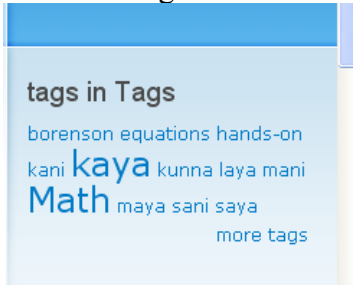 tags in Tags
borenson equations hands-on
kani kaya kunna laya mani
Math maya sani saya
more tags